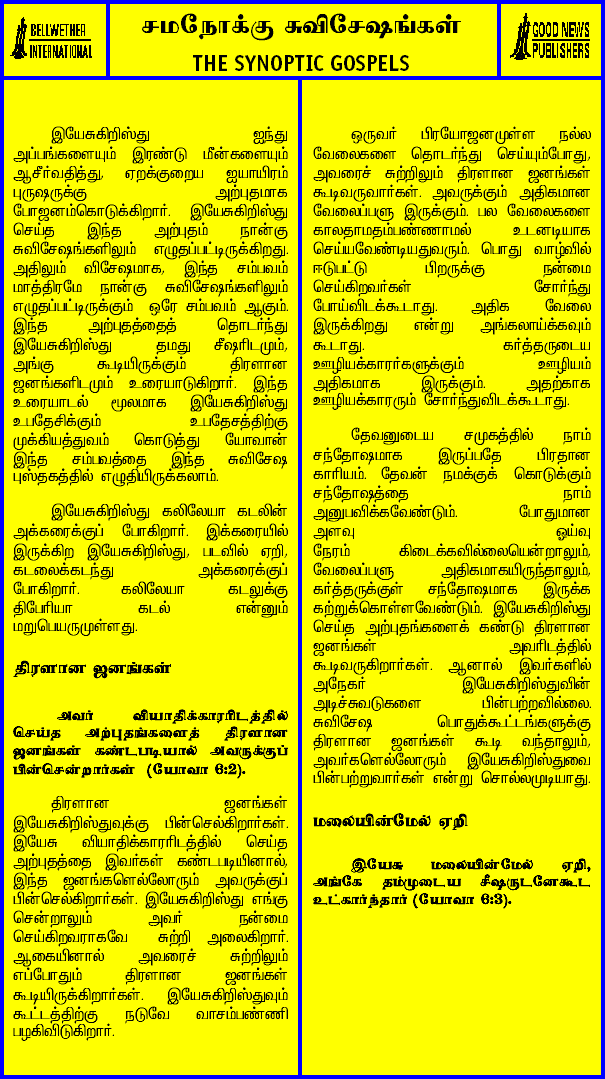 BELLWETHER
INTERNATIONAL
சமநோக்கு சுவிசேஷங்கள்
THE SYNOPTIC GOSPELS
GOOD NEWS
PUBLISHERS
இயேசுகிறிஸ்து ஐந்து
அப்பங்களையும் இரண்டு மீன்களையும்
ஆசீர்வதித்து, ஏறக்குறைய ஐயாயிரம்
புருஷருக்கு அற்புதமாக
போஜனம்கொடுக்கிறார். இயேசுகிறிஸ்து
செய்த இந்த அற்புதம் நான்கு
சுவிசேஷங்களிலும் எழுதப்பட்டிருக்கிறது.
அதிலும் விசேஷமாக, இந்த சம்பவம்
மாத்திரமே நான்கு சுவிசேஷங்களிலும்
எழுதப்பட்டிருக்கும் ஒரே சம்பவம் ஆகும்.
இந்த அற்புதத்தைத் தொடர்ந்து
இயேசுகிறிஸ்து தமது சீஷரிடமும்,
அங்கு கூடியிருக்கும் திரளான
ஜனங்களிடமும் உரையாடுகிறார். இந்த
உரையாடல் மூலமாக இயேசுகிறிஸ்து
உபதேசிக்கும் உபதேசத்திற்கு
முக்கியத்துவம் கொடுத்து யோவான்
இந்த சம்பவத்தை இந்த சுவிசேஷ
புஸ்தகத்தில் எழுதியிருக்கலாம்.
இயேசுகிறிஸ்து கலிலேயா கடலின்
அக்கரைக்குப் போகிறார். இக்கரையில்
இருக்கிற இயேசுகிறிஸ்து, படவில் ஏறி,
கடலைக்கடந்து அக்கரைக்குப்
போகிறார். கலிலேயா கடலுக்கு
திபேரியா கடல் என்னும்
மறுபெயருமுள்ளது.
திரளான ஜனங்கள்
அவர் வியாதிக்காரரிடத்தில்
செய்த அற்புதங்களைத் திரளான
ஜனங்கள் கண்டபடியால் அவருக்குப்
பின்சென்றார்கள் (யோவா 6:2).
திரளான ஜனங்கள்
இயேசுகிறிஸ்துவுக்கு பின்செல்கிறார்கள்.
இயேசு வியாதிக்காரரிடத்தில் செய்த
அற்புதத்தை இவர்கள் கண்டபடியினால்,
இந்த ஜனங்களெல்லோரும் அவருக்குப்
பின்செல்கிறார்கள். இயேசுகிறிஸ்து எங்கு
சென்றாலும் அவர் நன்மை
செய்கிறவராகவே சுற்றி அலைகிறார்.
ஆகையினால் அவரைச் சுற்றிலும்
எப்போதும் திரளான ஜனங்கள்
கூடியிருக்கிறார்கள். இயேசுகிறிஸ்துவும்
கூட்டத்திற்கு நடுவே வாசம்பண்ணி
பழகிவிடுகிறார்.
ஒருவர் பிரயோஜனமுள்ள நல்ல
வேலைகளை தொடர்ந்து செய்யும்போது,
அவரைச் சுற்றிலும் திரளான ஜனங்கள்
கூடிவருவார்கள். அவருக்கும் அதிகமான
வேலைப்பளு இருக்கும். பல வேலைகளை
காலதாமதம்பண்ணாமல் உடனடியாக
செய்யவேண்டியதுவரும். பொது வாழ்வில்
ஈடுபட்டு பிறருக்கு நன்மை
செய்கிறவர்கள் சோர்ந்து
போய்விடக்கூடாது. அதிக வேலை
இருக்கிறது என்று அங்கலாய்க்கவும்
கூடாது. கர்த்தருடைய
ஊழியக்காரர்களுக்கும் ஊழியம்
அதிகமாக இருக்கும். அதற்காக
ஊழியக்காரரும் சோர்ந்துவிடக்கூடாது.
தேவனுடைய சமுகத்தில் நாம்
சந்தோஷமாக இருப்பதே பிரதான
காரியம். தேவன் நமக்குக் கொடுக்கும்
சந்தோஷத்தை நாம்
அனுபவிக்கவேண்டும். போதுமான
அளவு ஓய்வு
நேரம் கிடைக்கவில்லையென்றாலும்,
வேலைப்பளு அதிகமாகயிருந்தாலும்,
கர்த்தருக்குள் சந்தோஷமாக இருக்க
கற்றுக்கொள்ளவேண்டும். இயேசுகிறிஸ்து
செய்த அற்புதங்களைக் கண்டு திரளான
ஜனங்கள் அவரிடத்தில்
கூடிவருகிறார்கள். ஆனால் இவர்களில்
அநேகர் இயேசுகிறிஸ்துவின்
அடிச்சுவடுகளை பின்பற்றவில்லை.
சுவிசேஷ பொதுக்கூட்டங்களுக்கு
திரளான ஜனங்கள் கூடி வந்தாலும்,
அவர்களெல்லோரும் இயேசுகிறிஸ்துவை
பின்பற்றுவார்கள் என்று சொல்லமுடியாது.
மலையின்மேல் ஏறி
இயேசு மலையின்மேல் ஏறி,
அங்கே தம்முடைய சீஷருடனேகூட
உட்கார்ந்தார் (யோவா 6:3).